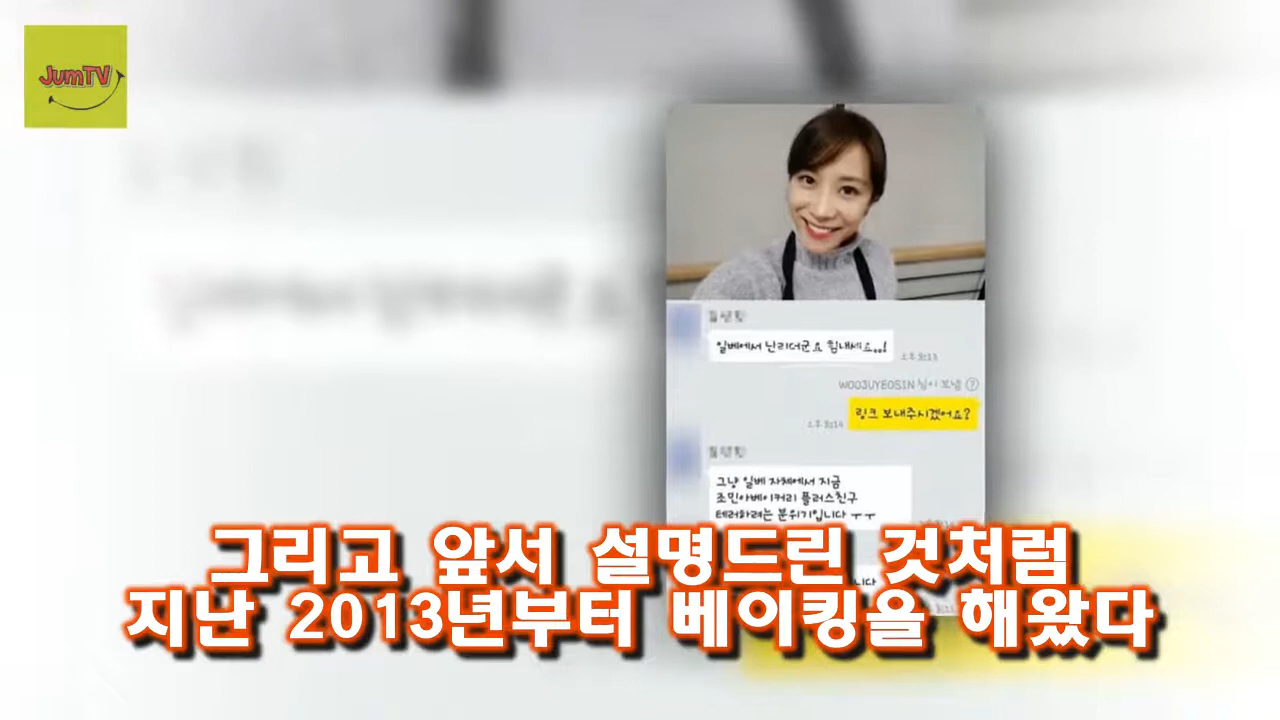 JumTV
일베에서 난리더군요 힘내세요..!
WOOJUYEOSIN 님이 보냄 ?
링크 보내주시겠어요?
그냥 일베 자체에서 지금
조민아베이커리 플러스친구
테러하려는 분위기입니다 ㅜㅜ
니다
그리고 앞서 설명드린 것처럼
지난 2013년부터 베이킹을 해왔다